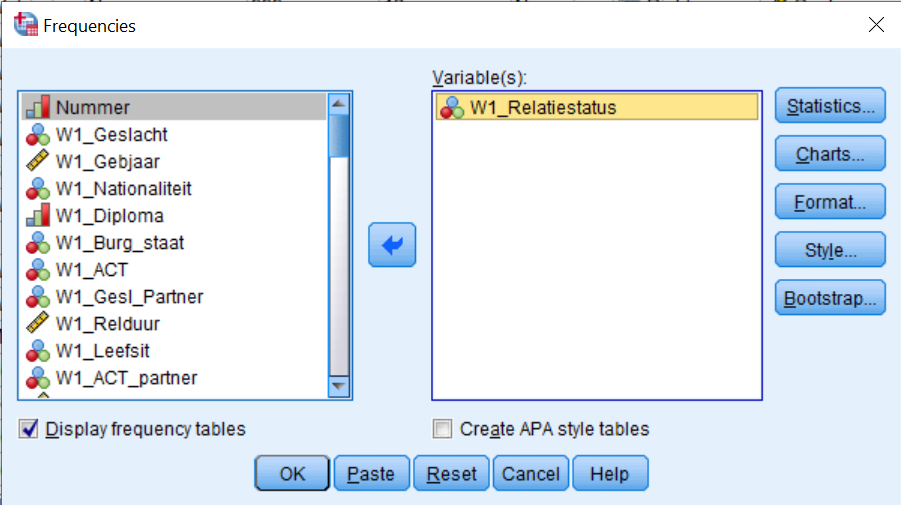 Frequencies
Variable(s):
Nummer
W1_Geslacht
W1_Gebjaar
W1_Nationaliteit
W1_Diploma
W1_Burg_staat
W1_ACT
W1_Gesl_Partner
W1_Relduur
W1_Leefsit
W1_ACT_partner
W1_Relatiestatus
Statistics...
Charts...
Format...
Style...
Bootstrap...
Display frequency tables
Create APA style tables
OK
Paste
Reset
Cancel
Help